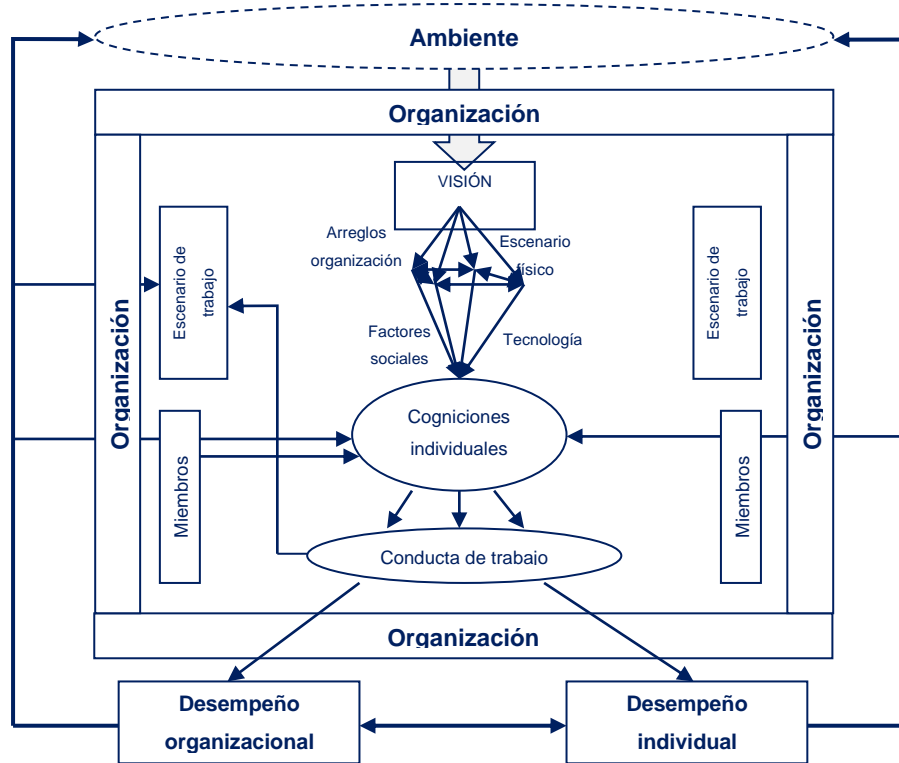 Ambiente
Organización
VISIÓN
Arreglos
organización
Escenario
físico
Escenario de
trabajo
Escenario de
trabajo
Organización
Organización
Factores
sociales
Tecnología
Cogniciones
individuales
Miembros
Miembros
Conducta de trabajo
Organización
Desempeño
organizacional
Desempeño
individual